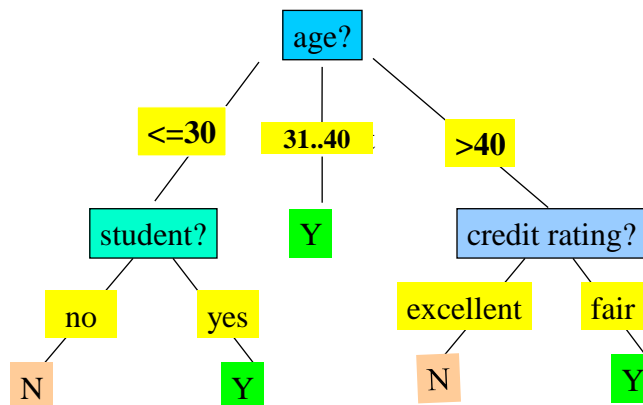 age?
<=30
31..40
>40
student?
Y
credit rating?
no
yes
excellent
fair
N
Y
N
Y